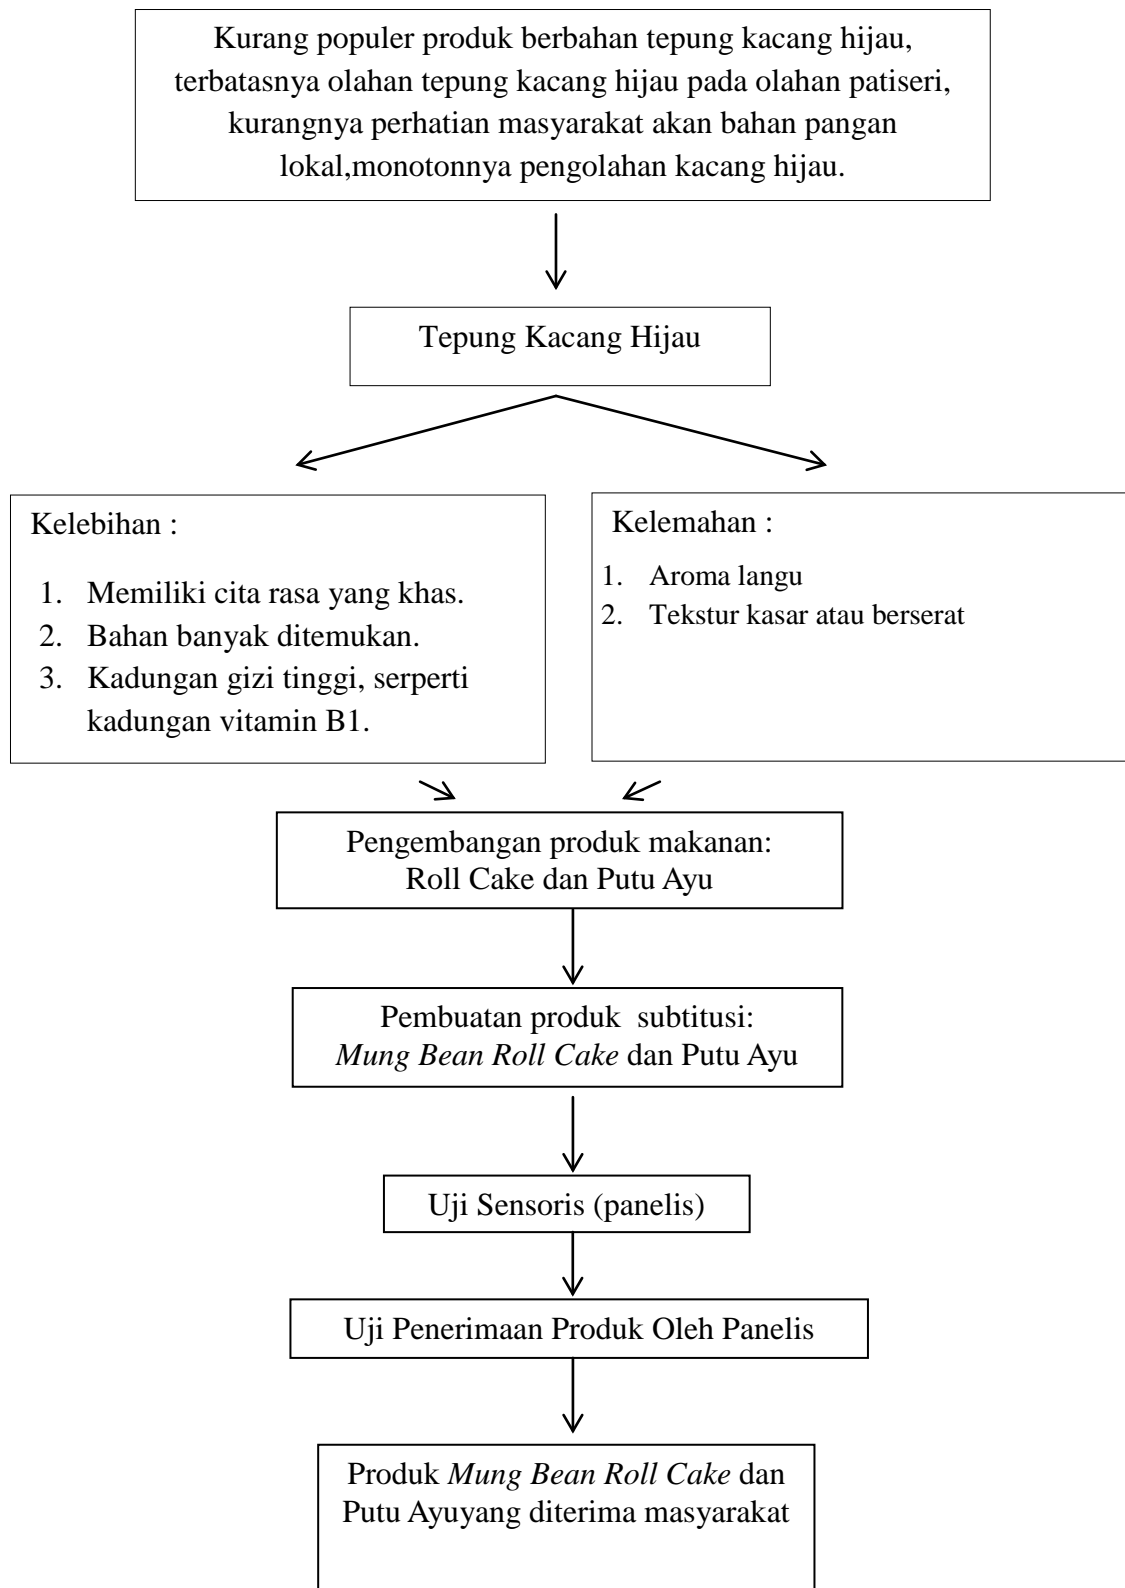 Kurang populer produk berbahan tepung kacang hijau,
terbatasnya olahan tepung kacang hijau pada olahan patiseri,
kurangnya perhatian masyarakat akan bahan pangan
lokal,monotonnya pengolahan kacang hijau.
Tepung Kacang Hijau
Kelebihan :
1. Memiliki cita rasa yang khas.
2. Bahan banyak ditemukan.
3. Kadungan gizi tinggi, serperti
kadungan vitamin B1.
Kelemahan :
1. Aroma langu
2. Tekstur kasar atau berserat
Pengembangan produk makanan:
Roll Cake dan Putu Ayu
Pembuatan produk subtitusi:
Mung Bean Roll Cake dan Putu Ayu
Uji Sensoris (panelis)
Uji Penerimaan Produk Oleh Panelis
Produk Mung Bean Roll Cake dan
Putu Ayuyang diterima masyarakat